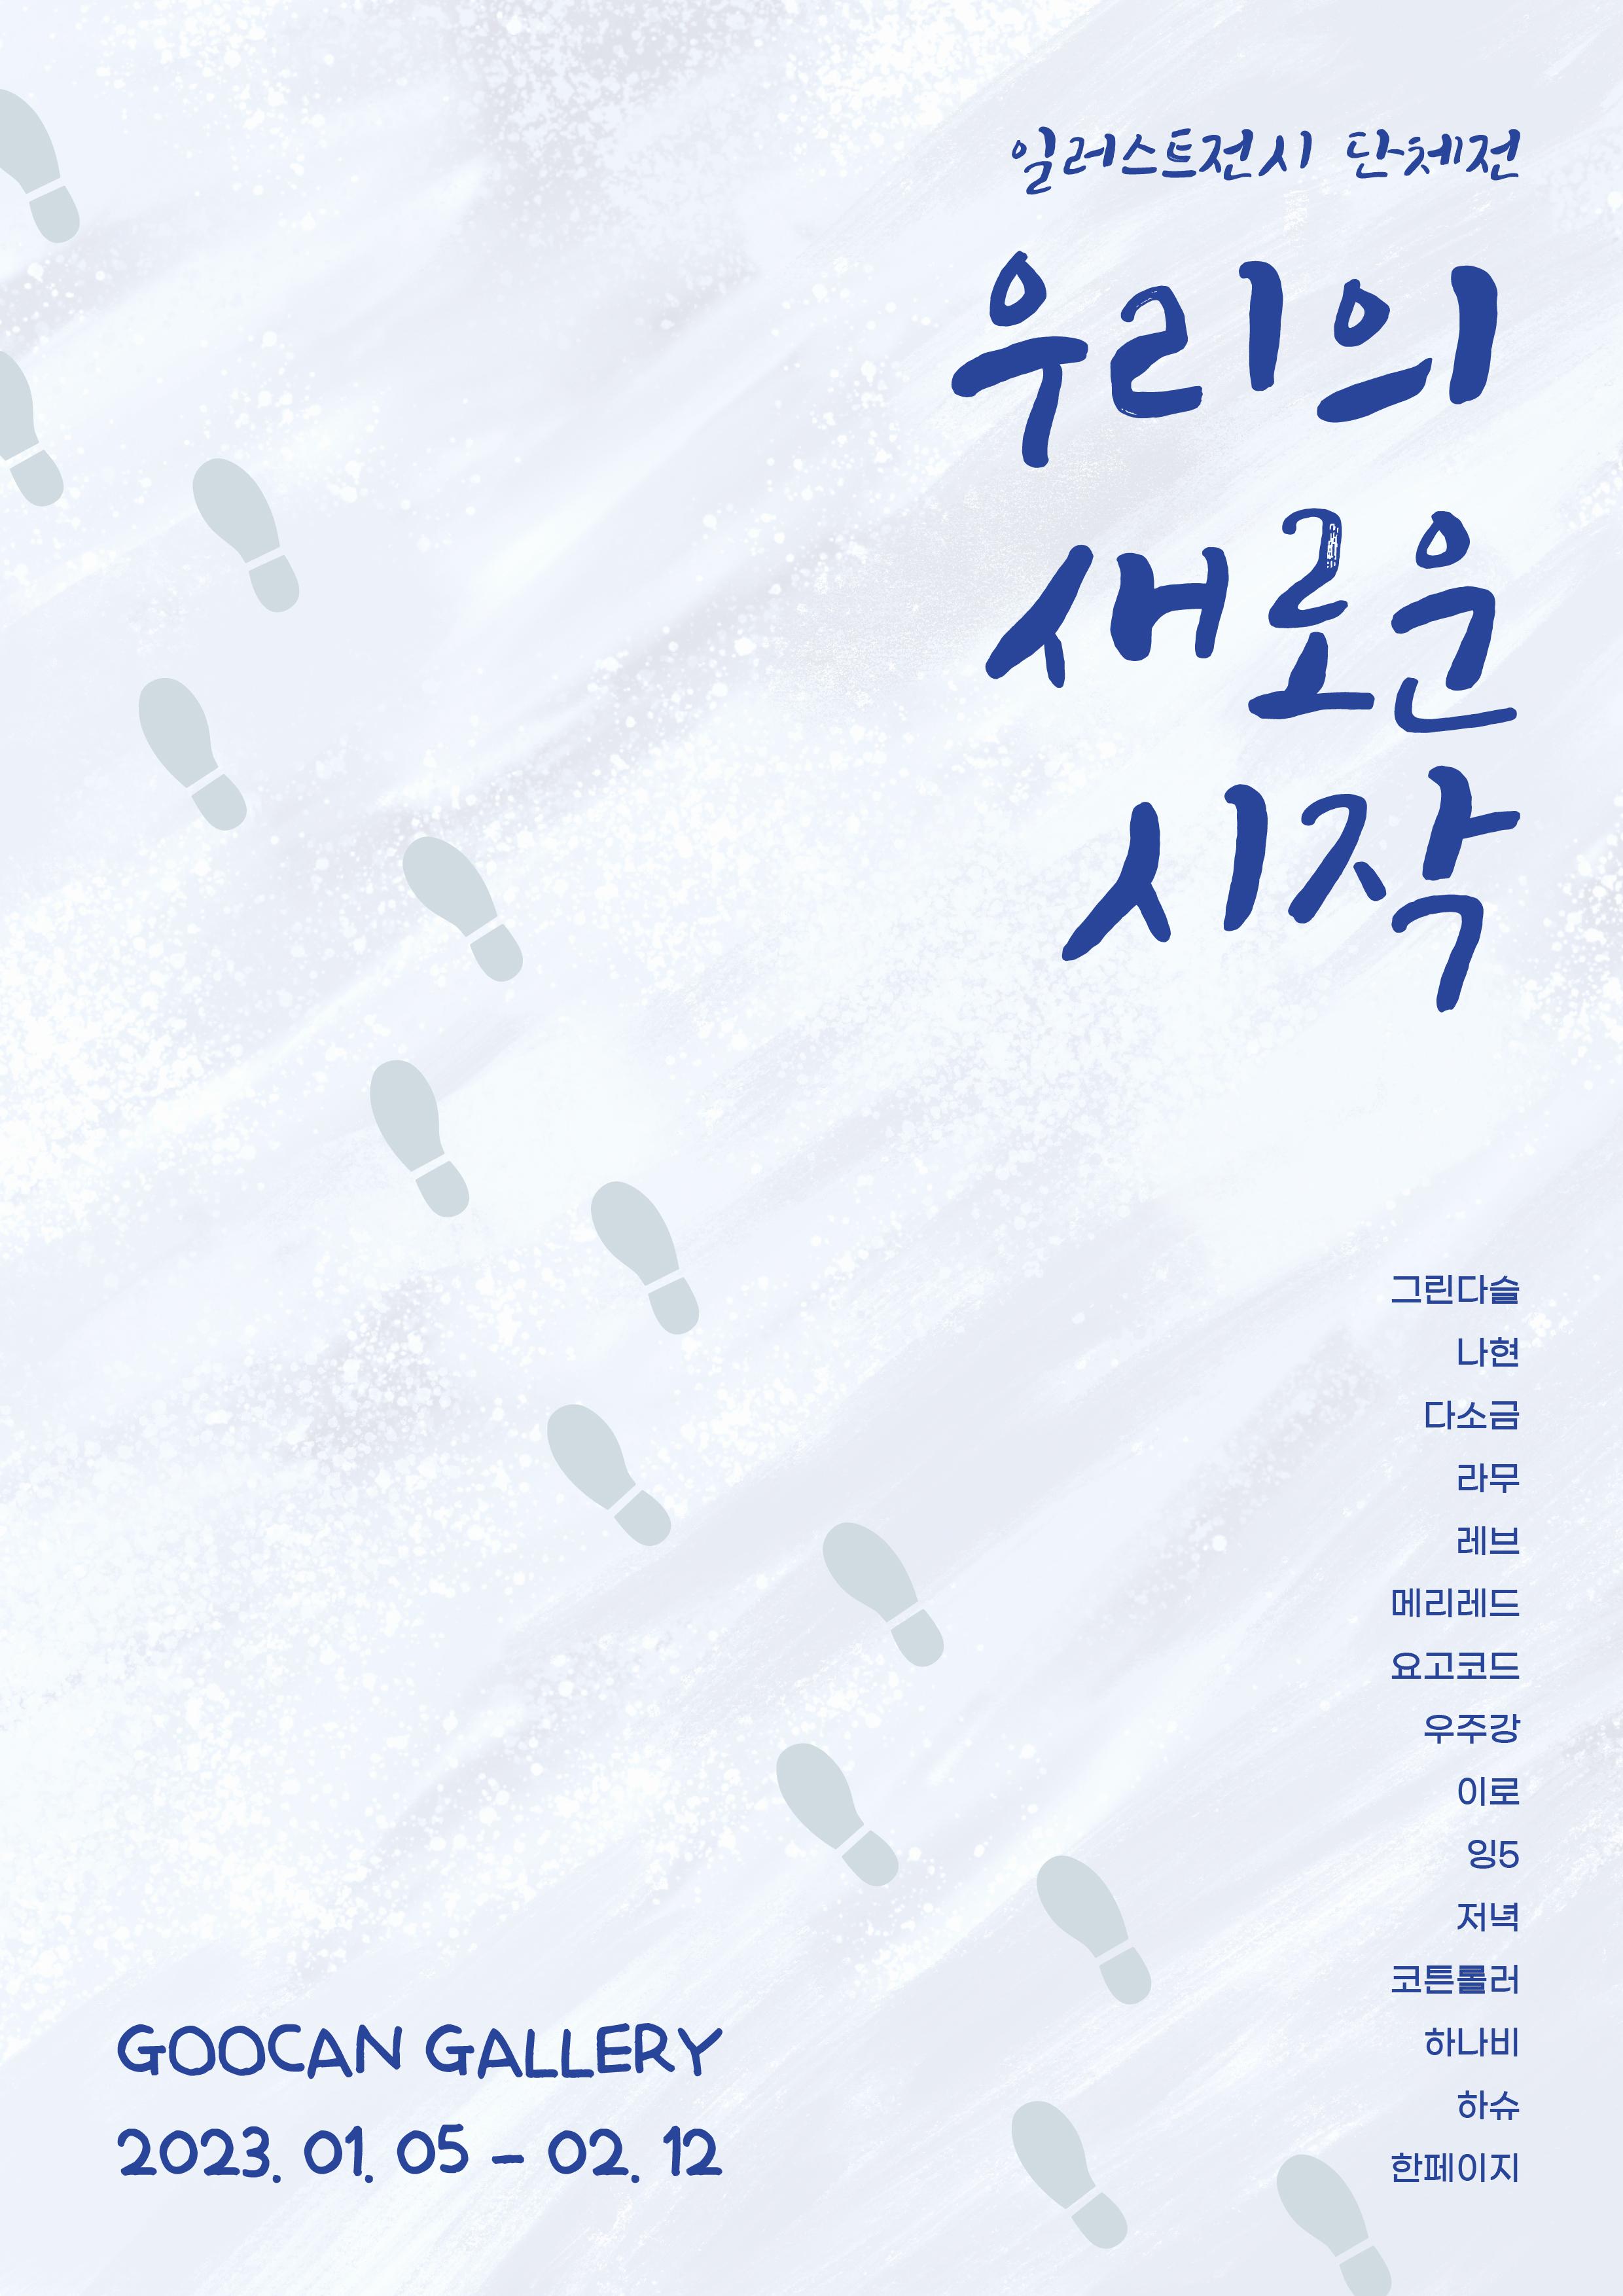 일러스트전시 단체전
우리의
새로운
시작
그린다슬
나현
다소금
라무
레브
메리레드
요고코드
우주강
이로
잉5
저녁
코튼롤러
하나비
하슈
한페이지
GOOCAN GALLERY
2023. 01. 05 - 02. 12